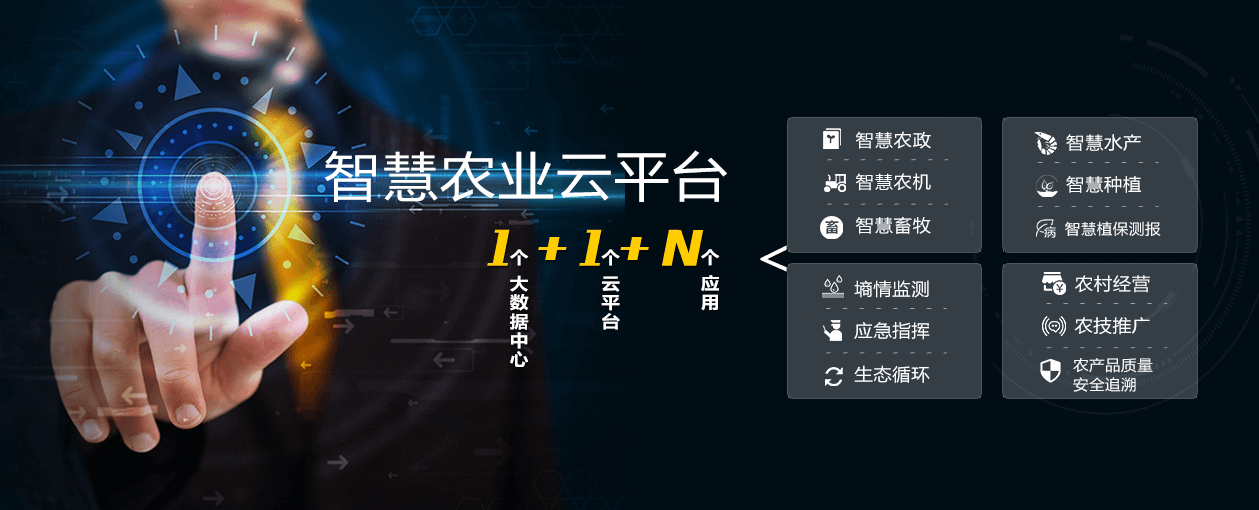 智慧农业云平台
1个大数据中心 + 1个云平台 + N个应用
智慧农政
智慧农机
畜 智慧畜牧
智慧水产
智慧种植
病 智慧植保测报
墒情监测
应急指挥
生态循环
农村经营
农技推广
农产品质量
安全追溯